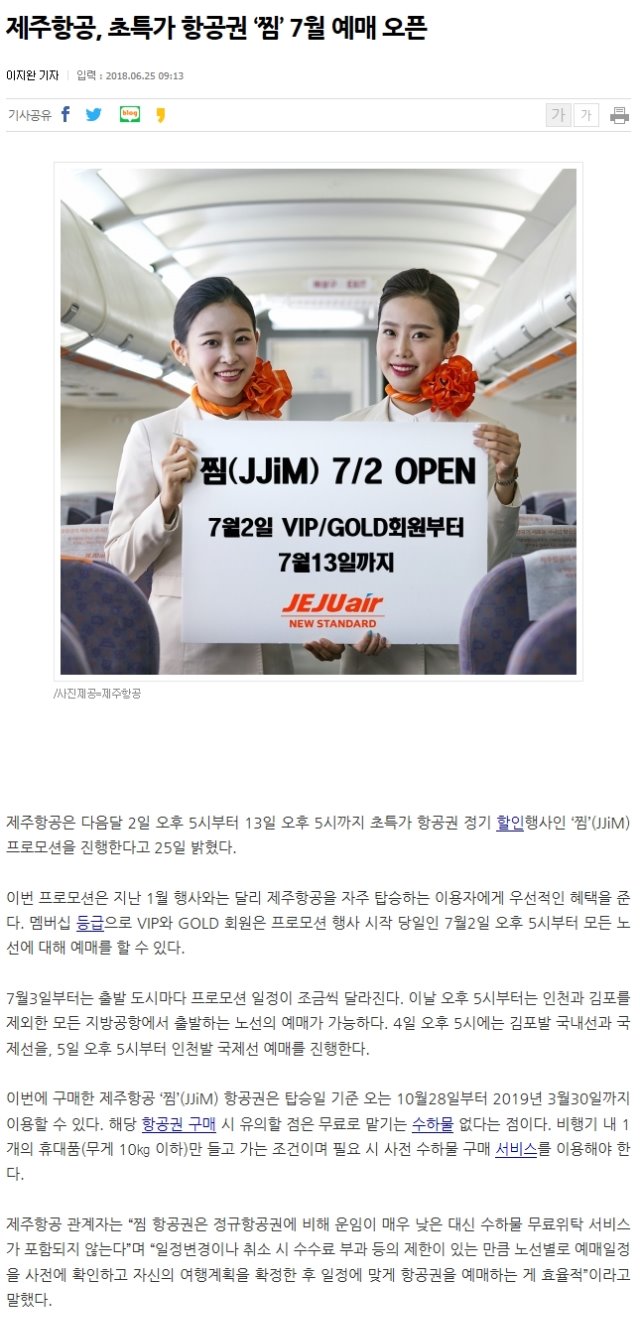 제주항공, 초특가 항공권 ‘찜’ 7월 예매 오픈
이지완 기자 | 입력 : 2018.06.25 09:13
기사공유
blog
가 가
찜(JJiM) 7/2 OPEN
7월2일 VIP/GOLD회원부터
7월13일까지
JEJUair
NEW STANDARD
/사진제공=제주항공
제주항공은 다음달 2일 오후 5시부터 13일 오후 5시까지 초특가 항공권 정기 할인행사인 ‘찜’(JJiM)
프로모션을 진행한다고 25일 밝혔다.
이번 프로모션은 지난 1월 행사와는 달리 제주항공을 자주 탑승하는 이용자에게 우선적인 혜택을 준
다. 멤버십 등급으로 VIP와 GOLD 회원은 프로모션 행사 시작 당일인 7월2일 오후 5시부터 모든 노
선에 대해 예매를 할 수 있다.
7월3일부터는 출발 도시마다 프로모션 일정이 조금씩 달라진다. 이날 오후 5시부터는 인천과 김포를
제외한 모든 지방공항에서 출발하는 노선의 예매가 가능하다. 4일 오후 5시에는 김포발 국내선과 국
제선을, 5일 오후 5시부터 인천발 국제선 예매를 진행한다.
이번에 구매한 제주항공 ‘찜’(JJiM) 항공권은 탑승일 기준 오는 10월28일부터 2019년 3월30일까지
이용할 수 있다. 해당 항공권 구매 시 유의할 점은 무료로 맡기는 수하물 없다는 점이다. 비행기 내 1
개의 휴대품(무게 10㎏ 이하)만 들고 가는 조건이며 필요 시 사전 수하물 구매 서비스를 이용해야 한
다.
제주항공 관계자는 “찜 항공권은 정규항공권에 비해 운임이 매우 낮은 대신 수하물 무료위탁 서비스
가 포함되지 않는다”며 “일정변경이나 취소 시 수수료 부과 등의 제한이 있는 만큼 노선별로 예매일정
을 사전에 확인하고 자신의 여행계획을 확정한 후 일정에 맞게 항공권을 예매하는 게 효율적”이라고
말했다.